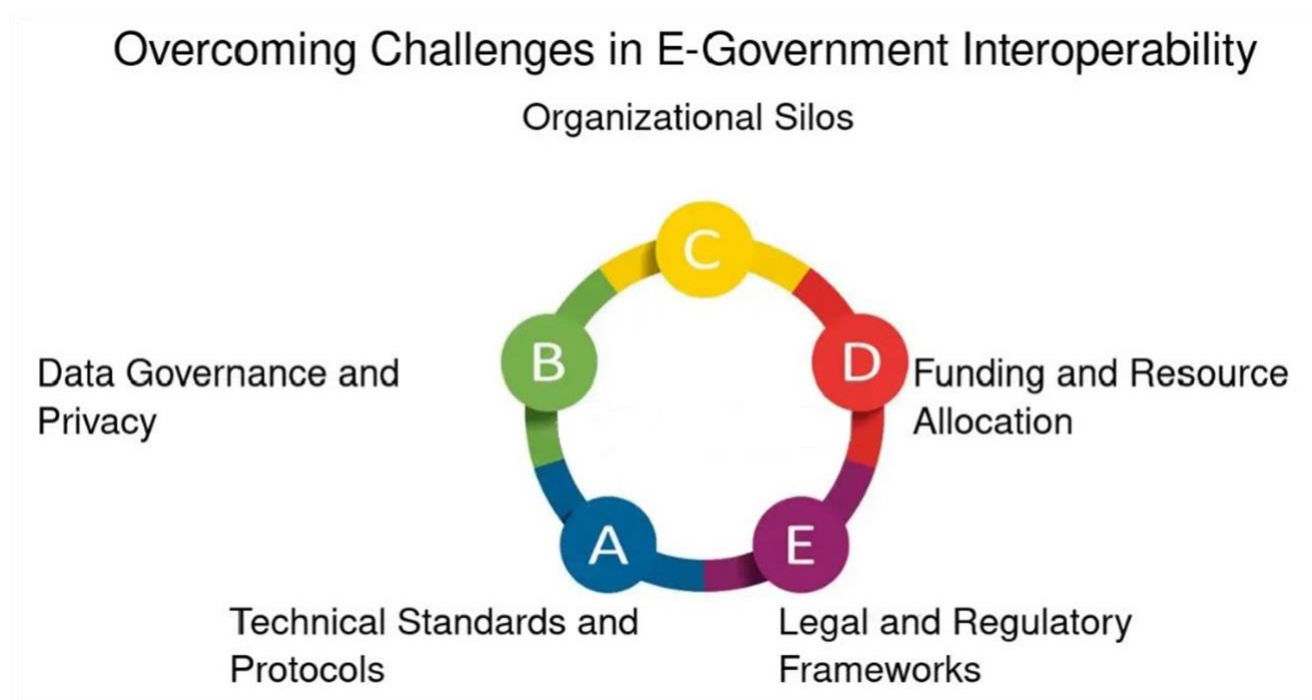 Overcoming Challenges in E-Government Interoperability
Organizational Silos
C
B
D
Data Governance and
Privacy
Funding and Resource
Allocation
A
E
Technical Standards and
Protocols
Legal and Regulatory
Frameworks